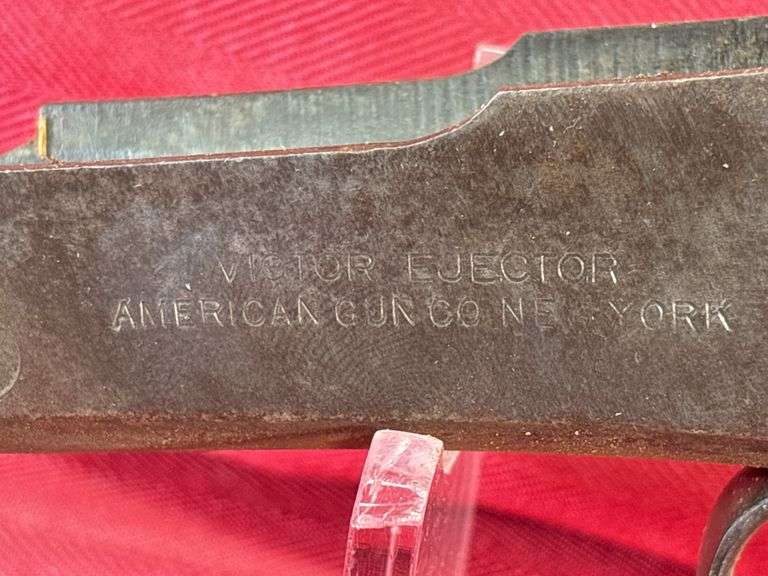 VICTOR EJECTOR
AMERICAN GUN CO NEW YORK